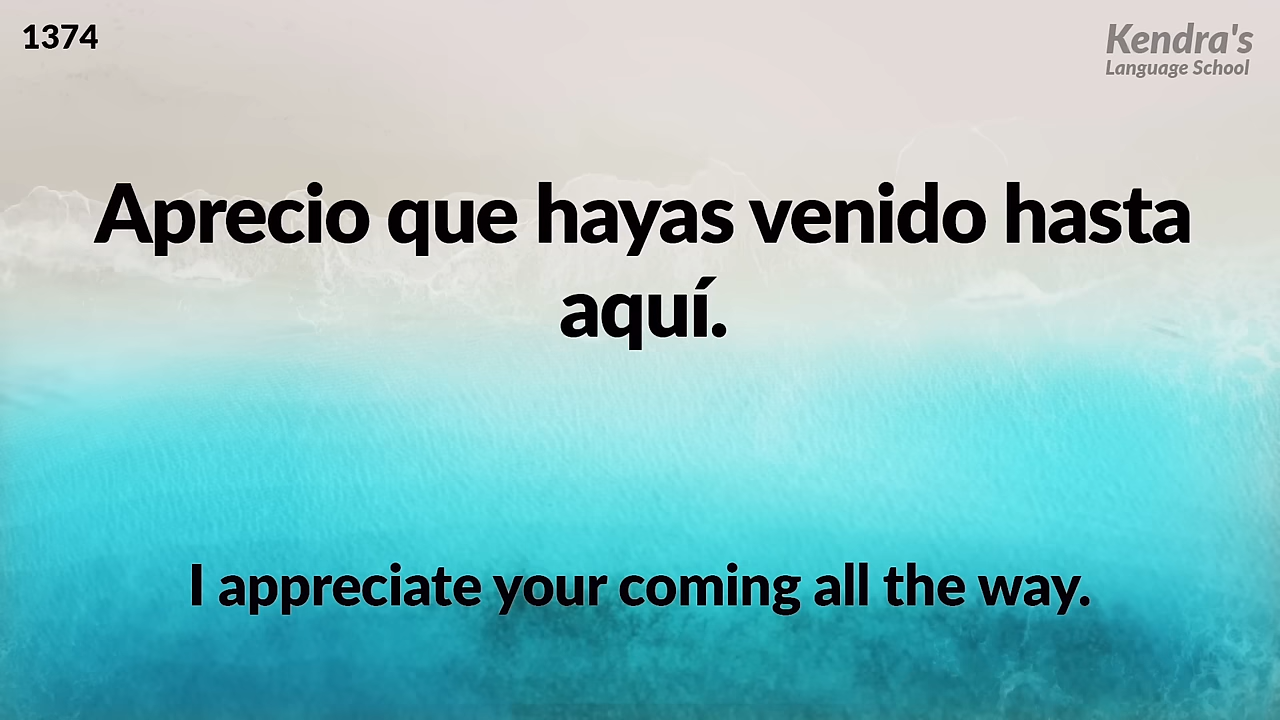 1374
Kendra's
Language School
Aprecio que hayas venido hasta
aquí.
I appreciate your coming all the way.